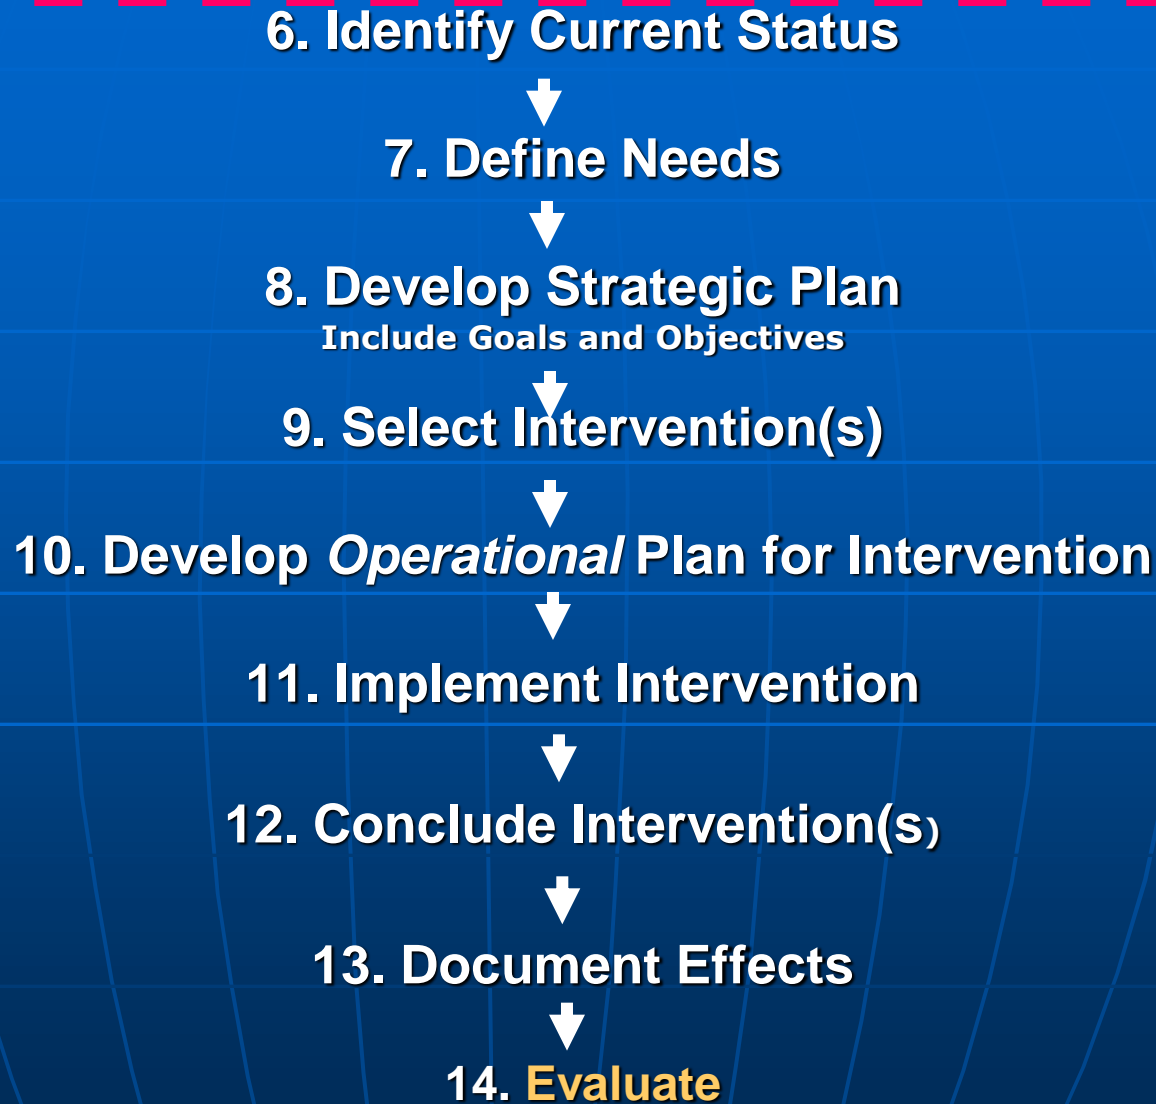 6. Identify Current Status
7. Define Needs
8. Develop Strategic Plan
Include Goals and Objectives
9. Select Intervention(s)
10. Develop Operational Plan for Intervention
11. Implement Intervention
12. Conclude Intervention(s)
13. Document Effects
14. Evaluate